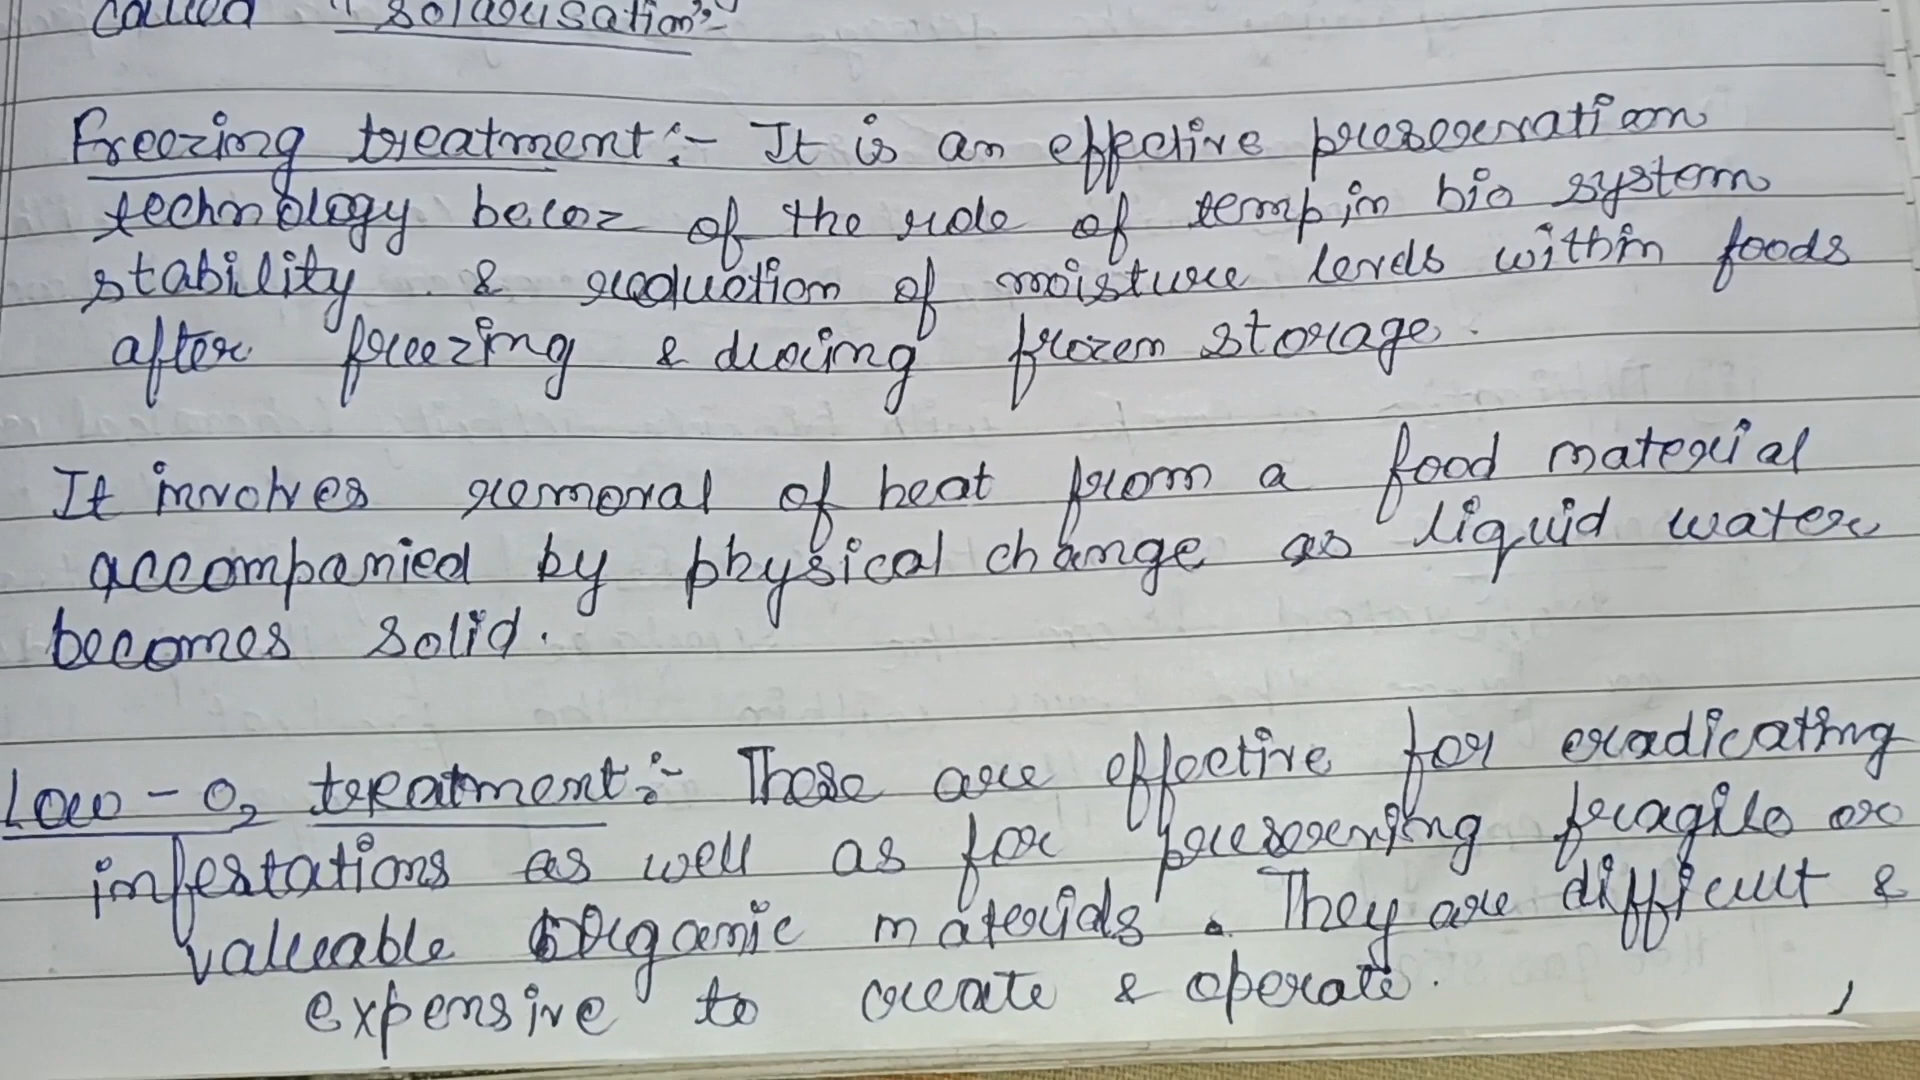 called "solarisation":-
Freezing treatment:- It is an effective preservation
technology becoz of the role of temp in bio system
stability & reduction of moisture levels within foods
after freezing & during frozen storage.
It involves removal of heat from a food material
accompanied by physical change as liquid water
becomes solid.
Low-O₂ treatment:- These are effective for eradicating
infestations as well as for preserving fragile or
valuable organic materials. They are difficult &
expensive to create & operate.